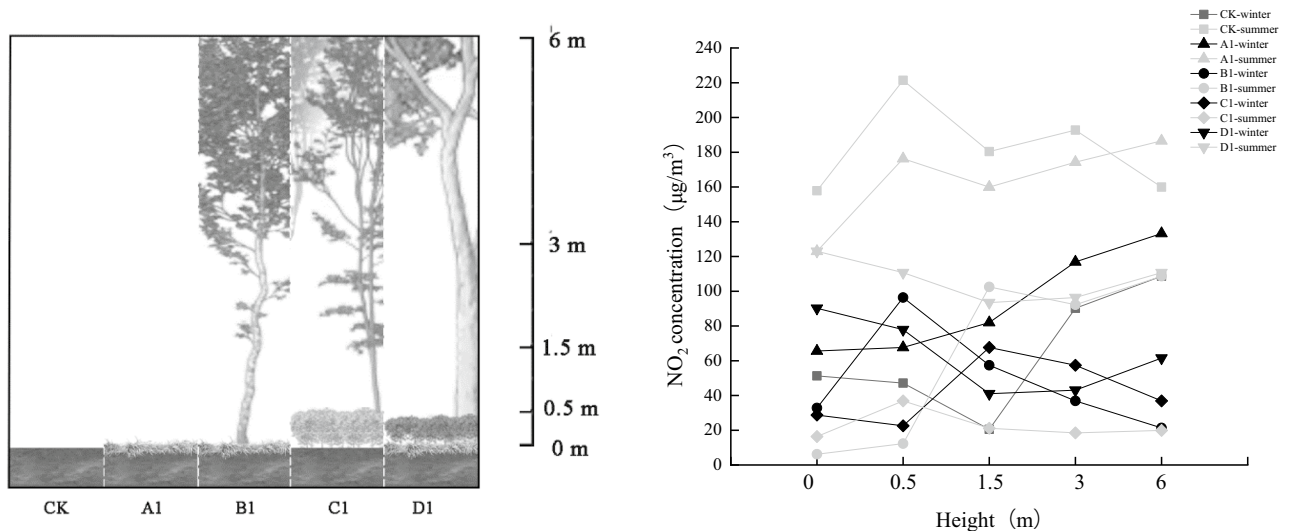 6 m
3 m
1.5 m
0.5 m
0 m
CK A1 B1 C1 D1
CK-winter
CK-summer
A1-winter
A1-summer
B1-winter
B1-summer
C1-winter
C1-summer
D1-winter
D1-summer
NO2 concentration (μg/m³)
240
220
200
180
160
140
120
100
80
60
40
20
0
0 0.5 1.5 3 6
Height (m)